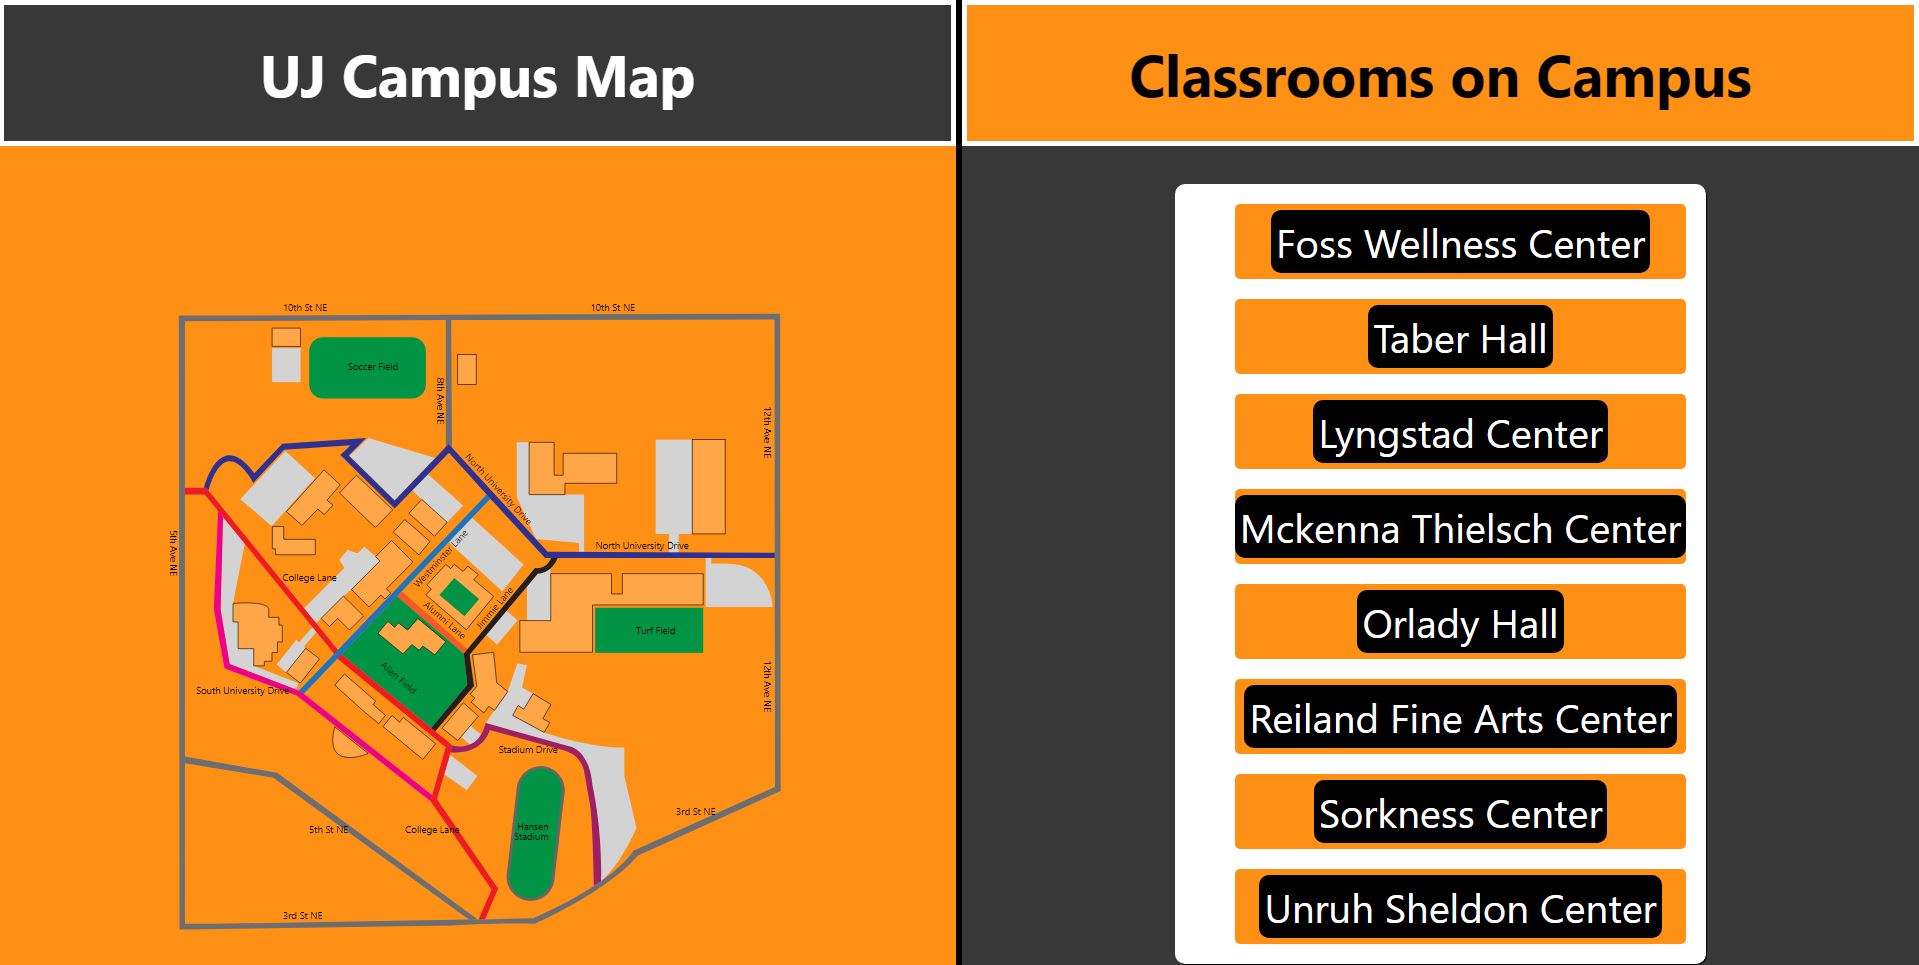 UJ Campus Map
10th St NE
10th St NE
Soccer Field
8th Ave NE
12th Ave NE
North University Drive
5th Ave NE
Westminster Lane
North University Drive
College Lane
Alumni Lane
Jimmie Lane
Turf Field
Allen Field
12th Ave NE
South University Drive
Stadium Drive
3rd St NE
5th St NE
College Lane
Hansen
Stadium
3rd St NE
Classrooms on Campus
Foss Wellness Center
Taber Hall
Lyngstad Center
Mckenna Thielsch Center
Orlady Hall
Reiland Fine Arts Center
Sorkness Center
Unruh Sheldon Center